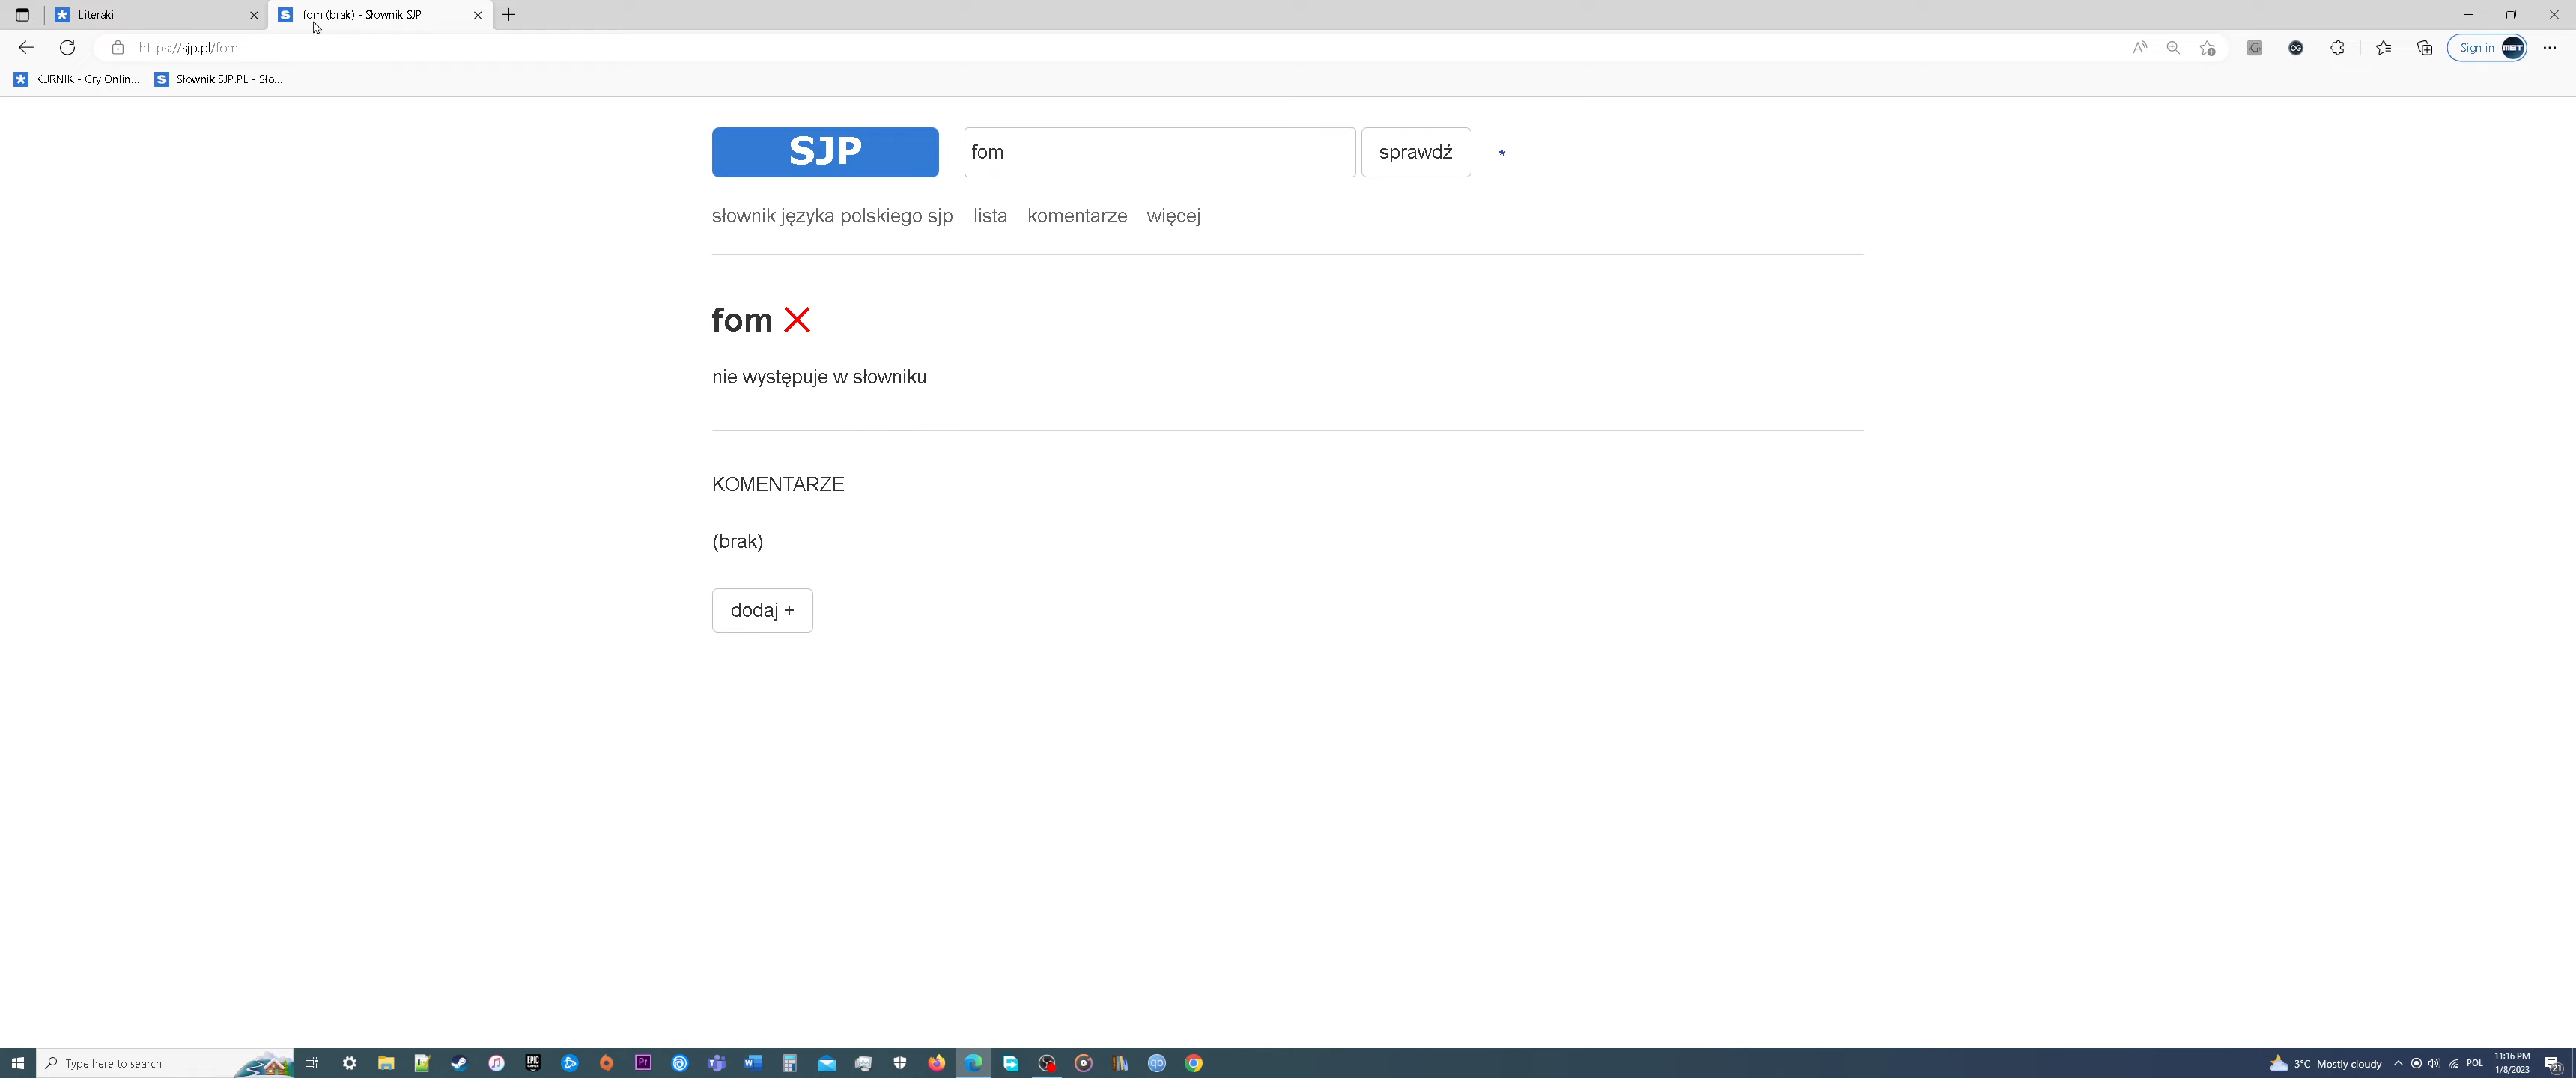 Literaki
fom (brak) - Słownik SJP
https://sjp.pl/fom
Sign in
KURNIK - Gry Onlin...
Słownik SJP.PL - Sło...
SJP
fom
sprawdź
*
słownik języka polskiego sjp lista komentarze więcej
fom
nie występuje w słowniku
KOMENTARZE
(brak)
dodaj +
Type here to search
3°C Mostly cloudy
POL
11:16 PM
1/8/2023
21